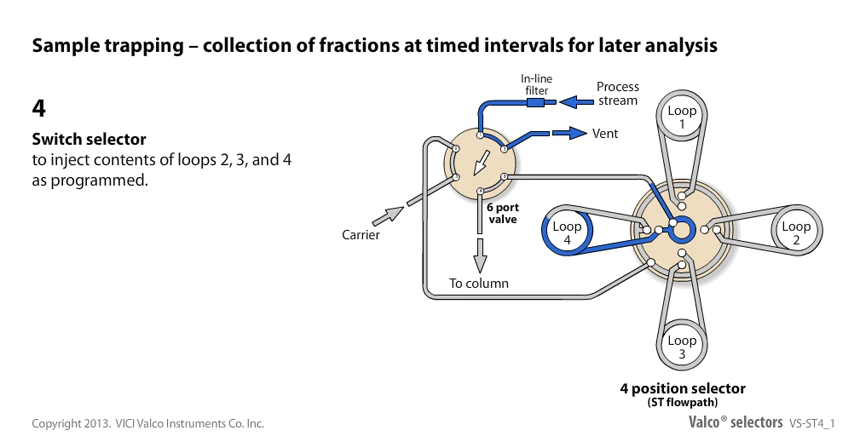 Sample trapping – collection of fractions at timed intervals for later analysis
4
Switch selector
to inject contents of loops 2, 3, and 4
as programmed.
In-line
filter
Process
stream
Vent
Loop
1
6 port
valve
Carrier
Loop
4
Loop
2
To column
Loop
3
4 position selector
(ST flowpath)
Copyright 2013. VICI Valco Instruments Co. Inc.
Valco® selectors VS-ST4_1